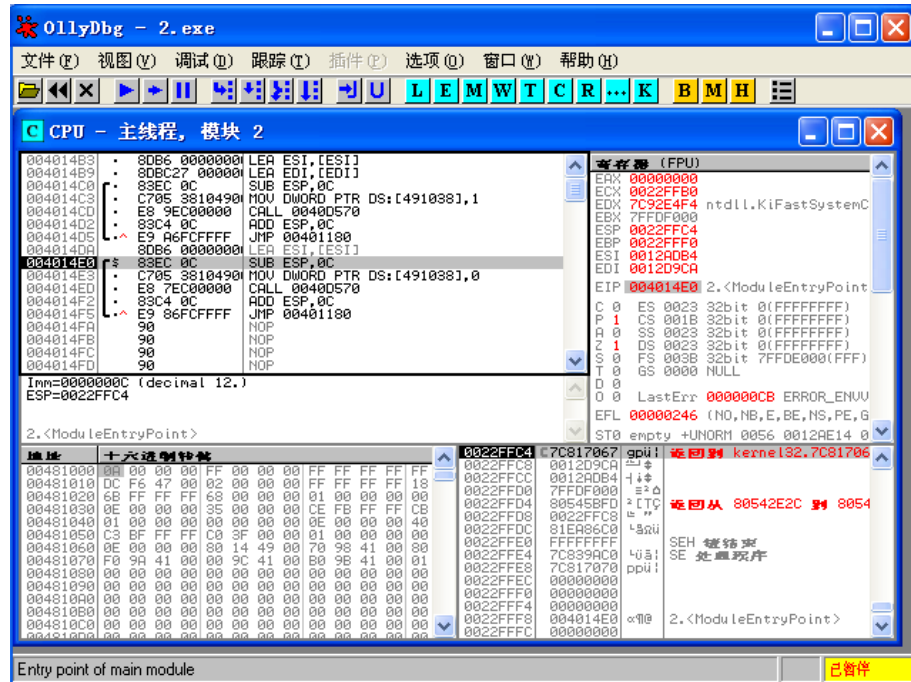 OllyDbg - 2.exe
文件(F) 视图(V) 调试(D) 跟踪(T) 插件(P) 选项(O) 窗口(W) 帮助(H)
L E M W T C R ... K B M H
C CPU - 主线程, 模块 2
004014B3 . 8DB6 00000000 LEA ESI,[ESI]
004014B9 . 8DBC27 000000 LEA EDI,[EDI]
004014C0 . 83EC 0C SUB ESP,0C
004014C3 . C705 38104900 MOV DWORD PTR DS:[491038],1
004014CD . E8 9EC00000 CALL 0040D570
004014D2 . 83C4 0C ADD ESP,0C
004014D5 .^ E9 A6FCFFFF JMP 00401180
004014DA 8DB6 00000000 LEA ESI,[ESI]
004014E0 $ 83EC 0C SUB ESP,0C
004014E3 . C705 38104900 MOV DWORD PTR DS:[491038],0
004014ED . E8 7EC00000 CALL 0040D570
004014F2 . 83C4 0C ADD ESP,0C
004014F5 .^ E9 86FCFFFF JMP 00401180
004014FA 90 NOP
004014FB 90 NOP
004014FC 90 NOP
004014FD 90 NOP
Imm=0000000C (decimal 12.)
ESP=0022FFC4
2.<ModuleEntryPoint>
寄存器 (FPU)
EAX 00000000
ECX 0022FFB0
EDX 7C92E4F4 ntdll.KiFastSystemC
EBX 7FFDF000
ESP 0022FFC4
EBP 0022FFF0
ESI 0012ADB4
EDI 0012D9CA
EIP 004014E0 2.<ModuleEntryPoint
C 0 ES 0023 32bit 0(FFFFFFFF)
P 1 CS 001B 32bit 0(FFFFFFFF)
A 0 SS 0023 32bit 0(FFFFFFFF)
Z 1 DS 0023 32bit 0(FFFFFFFF)
S 0 FS 003B 32bit 7FFDE000(FFF)
T 0 GS 0000 NULL
D 0
O 0 LastErr 000000CB ERROR_ENVV
EFL 00000246 (NO,NB,E,BE,NS,PE,G
ST0 empty +UNORM 0056 0012AE14 0
地址 十六进制转储
00481000 0A 00 00 00 FF 00 00 00 FF FF FF FF FF
00481010 DC F6 47 00 02 00 00 00 FF FF FF FF 18
00481020 6B FF FF FF 68 00 00 00 01 00 00 00 00
00481030 0E 00 00 00 35 00 00 00 CE FB FF FF CB
00481040 01 00 00 00 00 00 00 00 0E 00 00 00 40
00481050 C3 BF FF FF C0 3F 00 00 01 00 00 00 00
00481060 0E 00 00 00 80 14 49 00 70 98 41 00 80
00481070 F0 9A 41 00 00 9C 41 00 B0 9B 41 00 01
00481080 00 00 00 00 00 00 00 00 00 00 00 00 00
00481090 00 00 00 00 00 00 00 00 00 00 00 00 00
004810A0 00 00 00 00 00 00 00 00 00 00 00 00 00
004810B0 00 00 00 00 00 00 00 00 00 00 00 00 00
004810C0 00 00 00 00 00 00 00 00 00 00 00 00 00
0022FFC4 7C817067 gpü¦ 返回到 kernel32.7C81706
0022FFC8 0012D9CA
0022FFCC 0012ADB4
0022FFD0 7FFDF000
0022FFD4 80545BFD 返回从 80542E2C 到 8054
0022FFD8 0022FFC8
0022FFDC 81EA86C0
0022FFE0 FFFFFFFF SEH 链结束
0022FFE4 7C839AC0 SE 处理程序
0022FFE8 7C817070 ppü¦
0022FFEC 00000000
0022FFF0 00000000
0022FFF4 00000000
0022FFF8 004014E0 2.<ModuleEntryPoint>
0022FFFC 00000000
Entry point of main module
已暂停